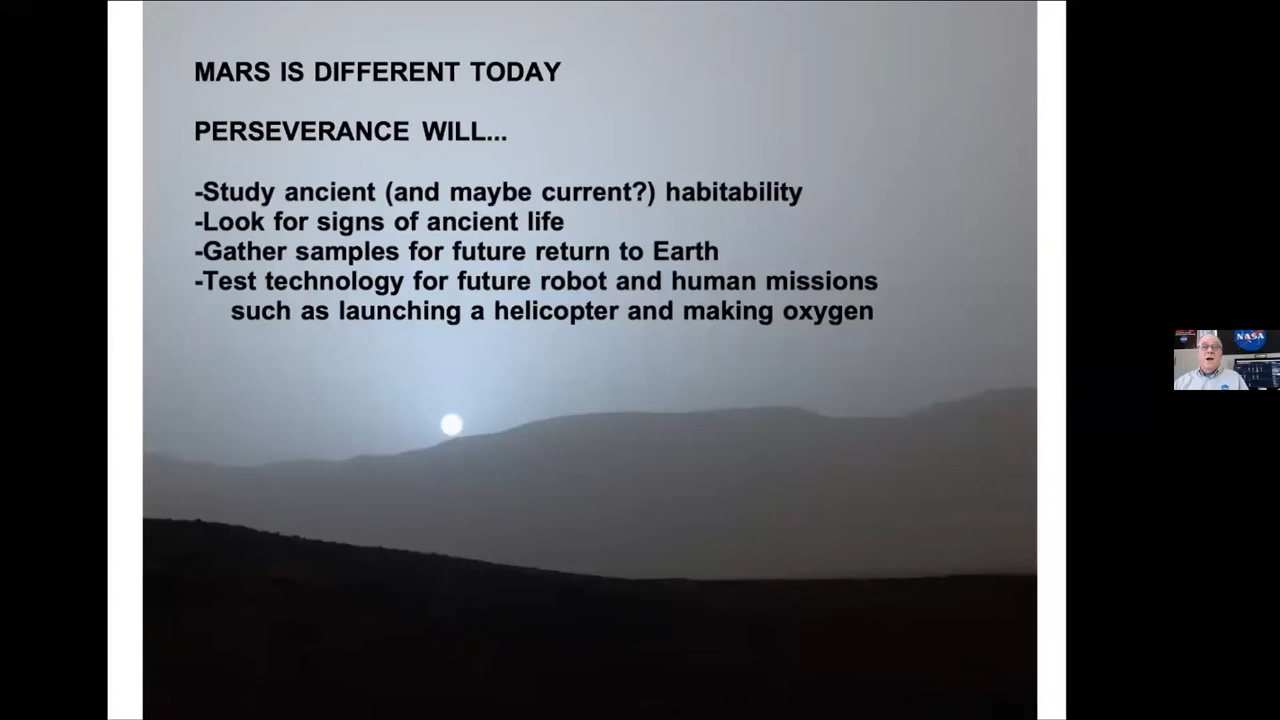 MARS IS DIFFERENT TODAY
PERSEVERANCE WILL...
-Study ancient (and maybe current?) habitability
-Look for signs of ancient life
-Gather samples for future return to Earth
-Test technology for future robot and human missions
such as launching a helicopter and making oxygen
NASA